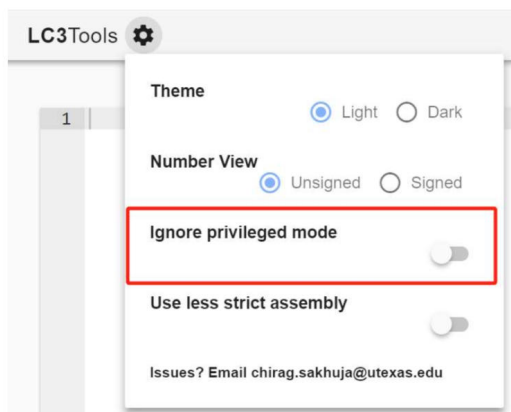 LC3Tools
Theme
Light Dark
1
Number View
Unsigned Signed
Ignore privileged mode
Use less strict assembly
Issues? Email chirag.sakhuja@utexas.edu